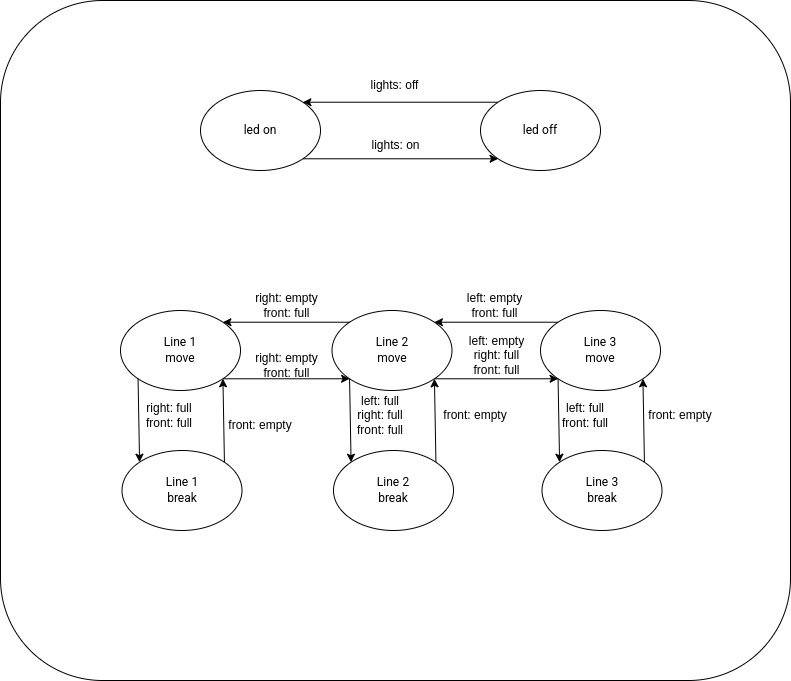 lights: off
led on
led off
lights: on
right: empty
front: full
left: empty
front: full
Line 1
move
Line 2
move
Line 3
move
right: empty
front: full
left: empty
right: full
front: full
right: full
front: full
front: empty
left: full
right: full
front: full
front: empty
left: full
front: full
front: empty
Line 1
break
Line 2
break
Line 3
break